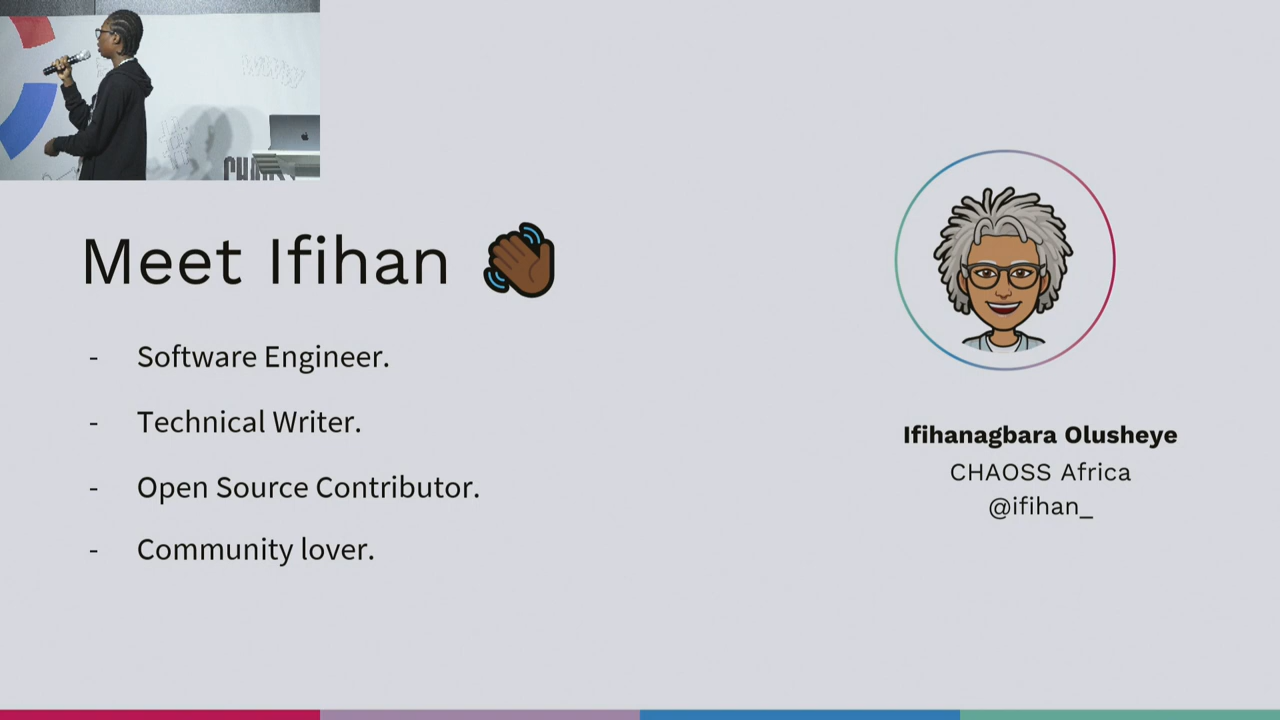 Meet Ifihan
- Software Engineer.
- Technical Writer.
- Open Source Contributor.
- Community lover.
Ifihanagbara Olusheye
CHAOSS Africa
@ifihan_